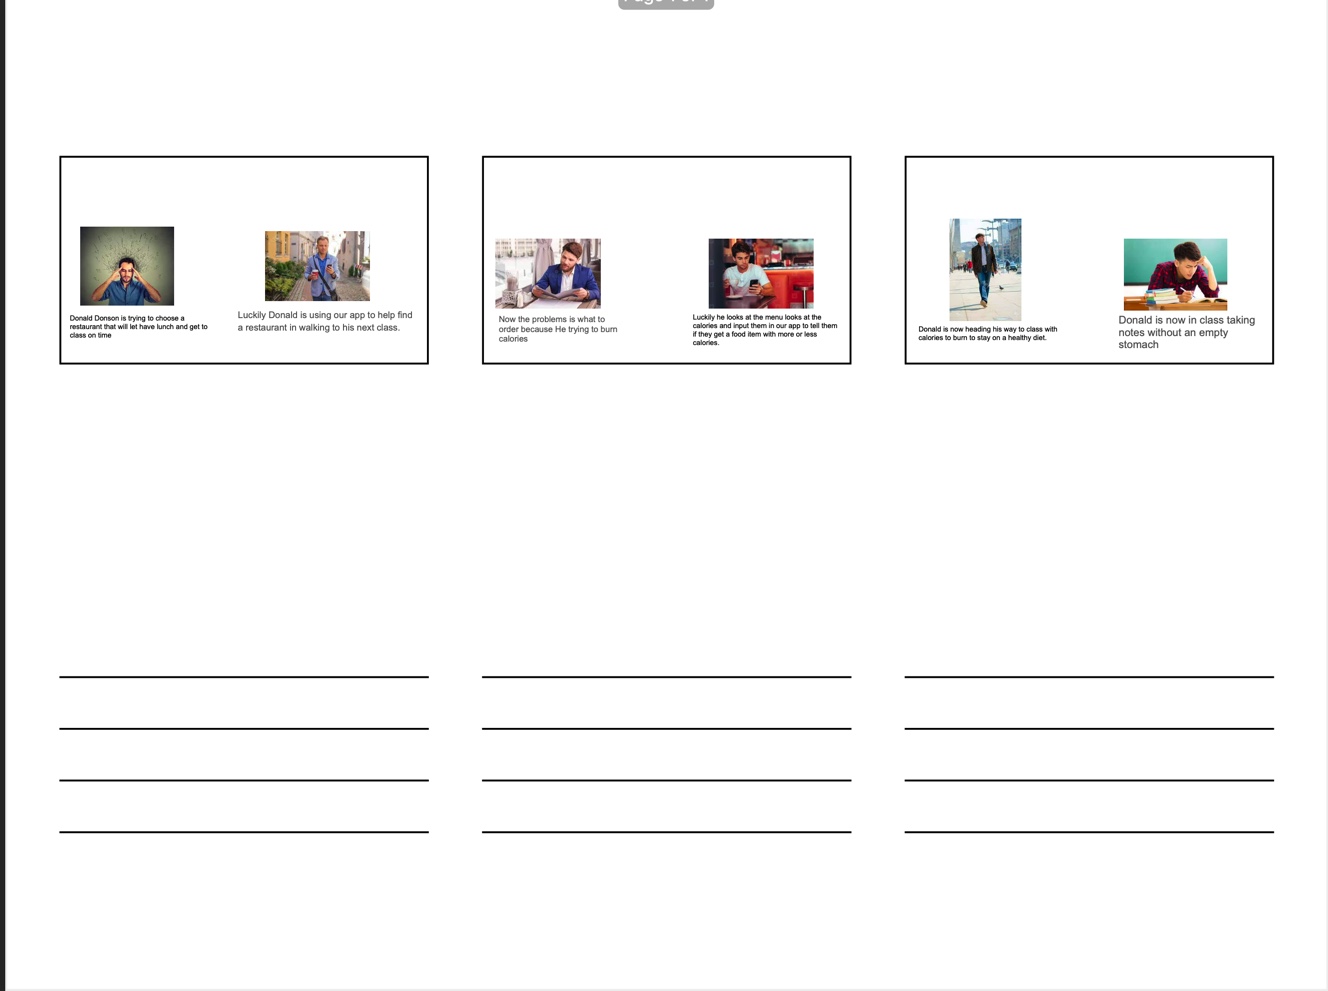 Donald Donson is trying to choose a
restaurant that will let have lunch and get to
class on time
Luckily Donald is using our app to help find
a restaurant in walking to his next class.
Now the problems is what to
order because He trying to burn
calories
Luckily he looks at the menu looks at the
calories and input them in our app to tell them
if they get a food item with more or less
calories.
Donald is now heading his way to class with
calories to burn to stay on a healthy diet.
Donald is now in class taking
notes without an empty
stomach